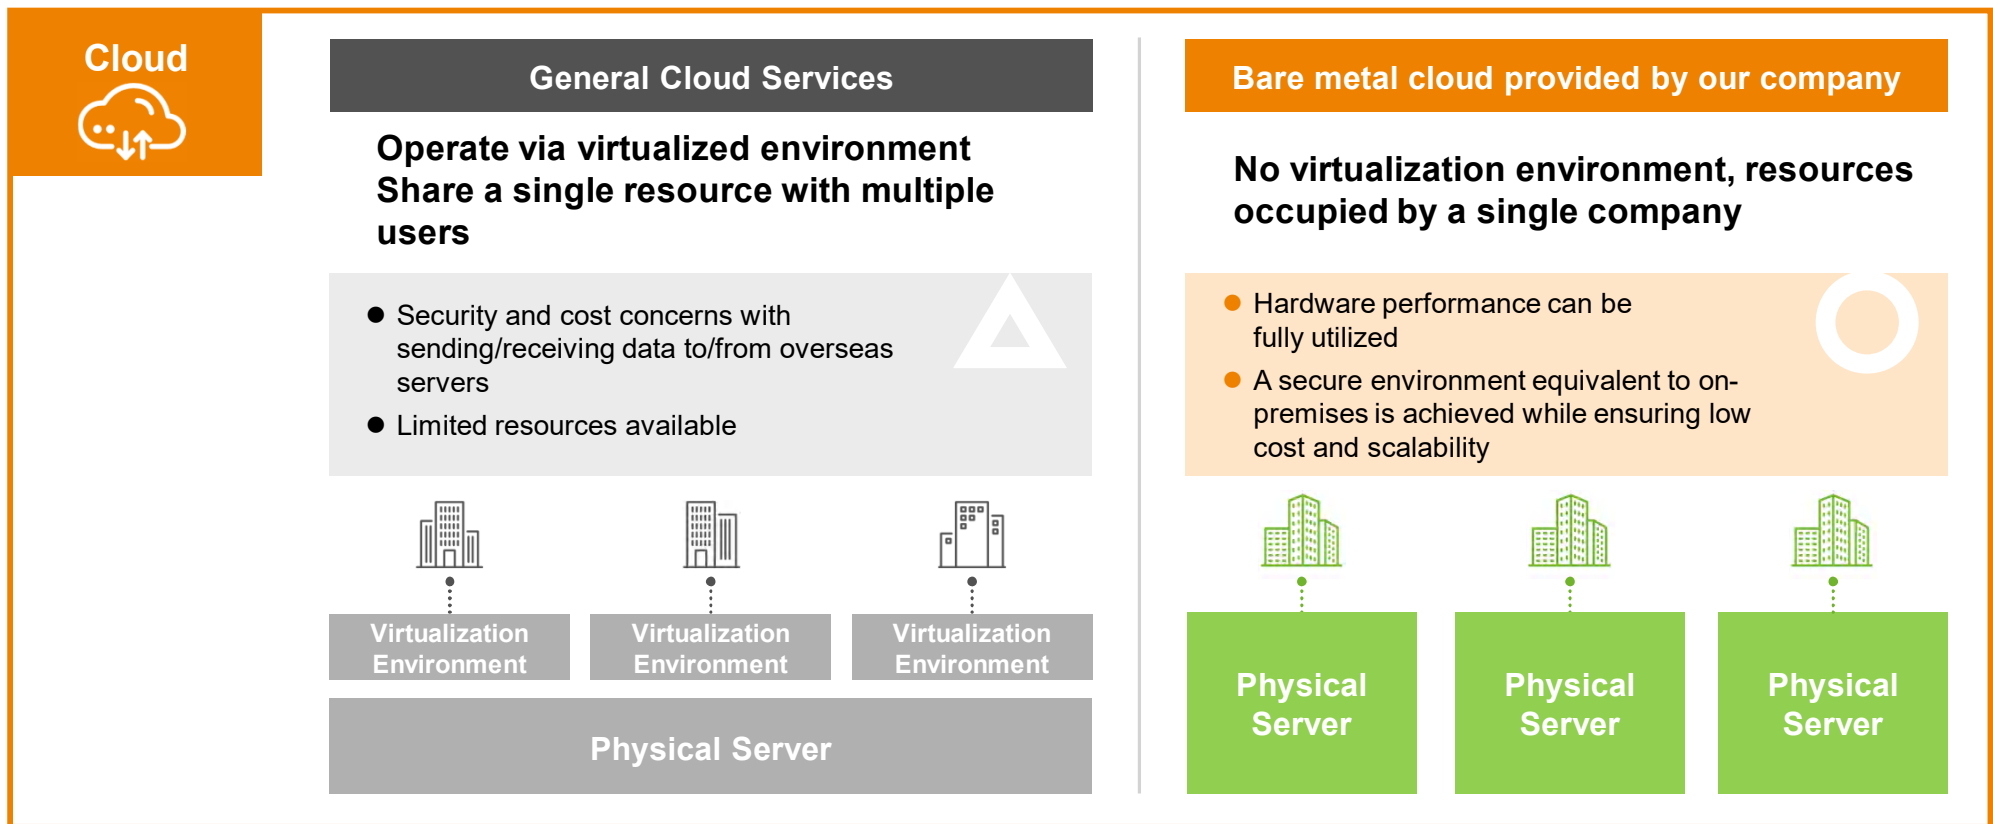 Cloud
General Cloud Services
Operate via virtualized environment
Share a single resource with multiple
users
● Security and cost concerns with
sending/receiving data to/from overseas
servers
● Limited resources available
Virtualization
Environment
Virtualization
Environment
Virtualization
Environment
Physical Server
Bare metal cloud provided by our company
No virtualization environment, resources
occupied by a single company
● Hardware performance can be
fully utilized
● A secure environment equivalent to on-
premises is achieved while ensuring low
cost and scalability
Physical
Server
Physical
Server
Physical
Server